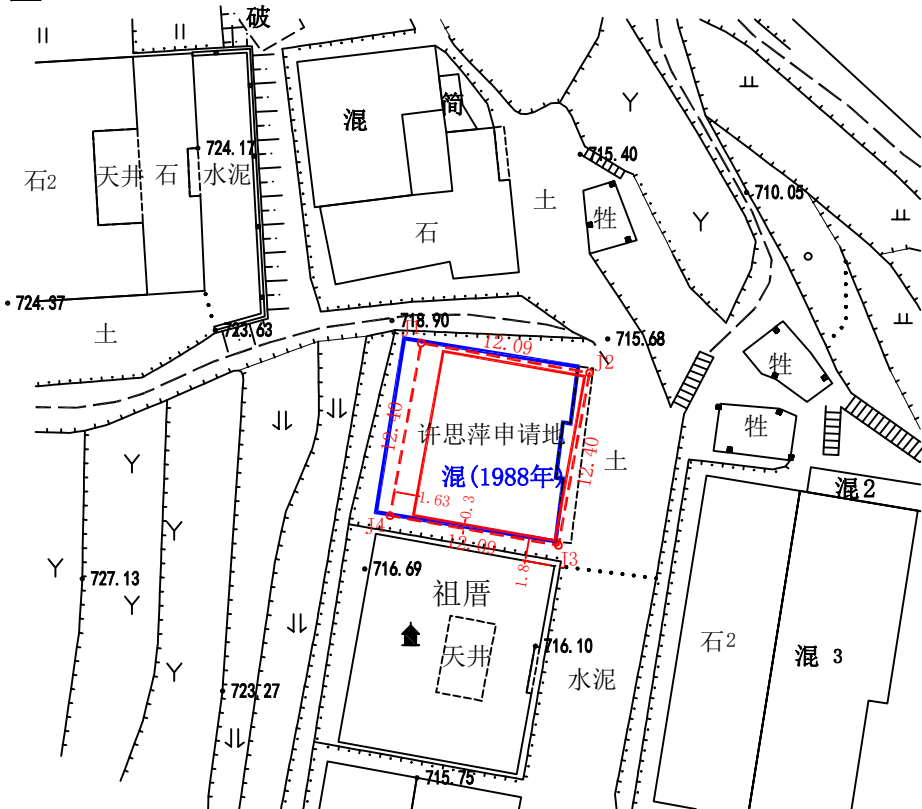 破
混
简
724.17
715.40
石2
天井
石
水泥
710.05
土
牲
石
724.37
土
723.63
718.90
715.68
J1
12.09
J2
牲
12.40
许思萍申请地
牲
混(1988年)
12.40
土
混2
1.63
0.3
J4
12.09
J3
727.13
716.69
1.8
祖厝
天井
716.10
石2
混 3
水泥
723.27
715.75